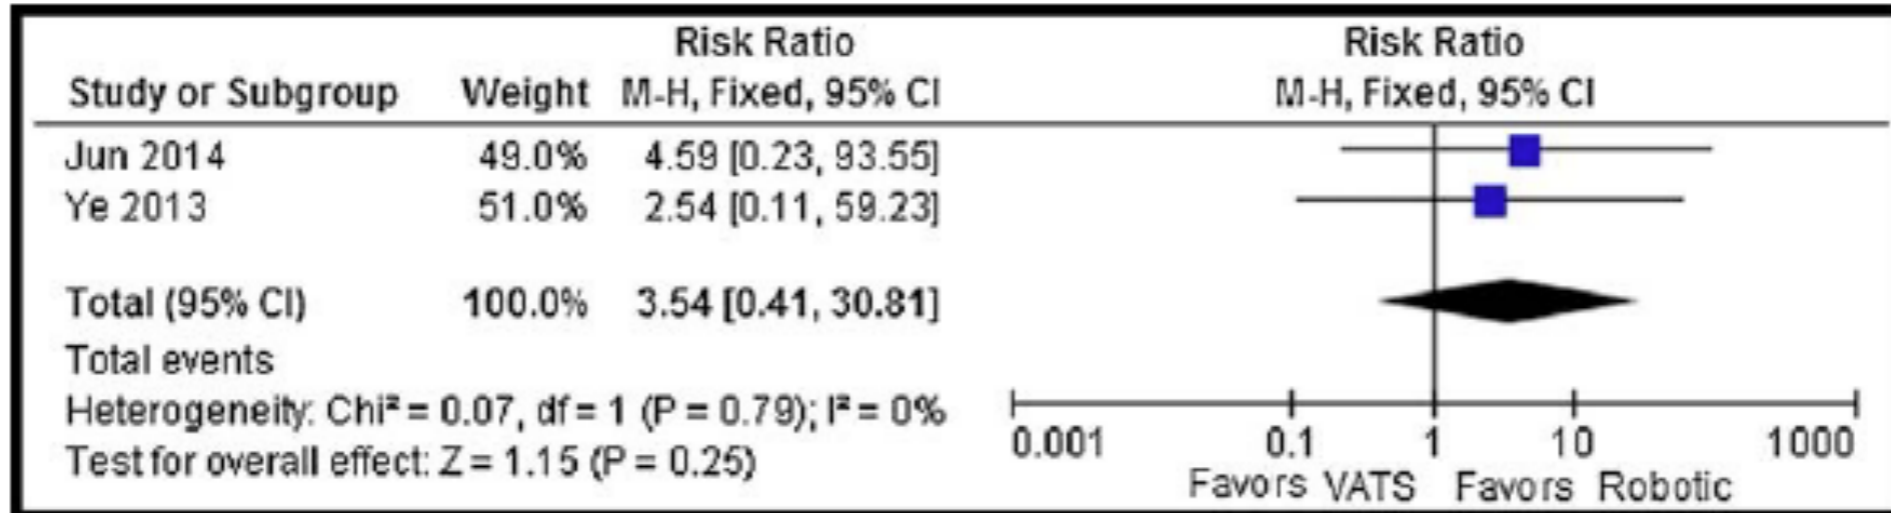 Risk Ratio Risk Ratio
Study or Subgroup Weight M-H, Fixed, 95% CI M-H, Fixed, 95% CI
Jun 2014 49.0% 4.59 [0.23, 93.55]
Ye 2013 51.0% 2.54 [0.11, 59.23]
Total (95% CI) 100.0% 3.54 [0.41, 30.81]
Total events
Heterogeneity: Chi² = 0.07, df = 1 (P = 0.79); I² = 0%
Test for overall effect: Z = 1.15 (P = 0.25)
0.001 0.1 1 10 1000
Favors VATS Favors Robotic